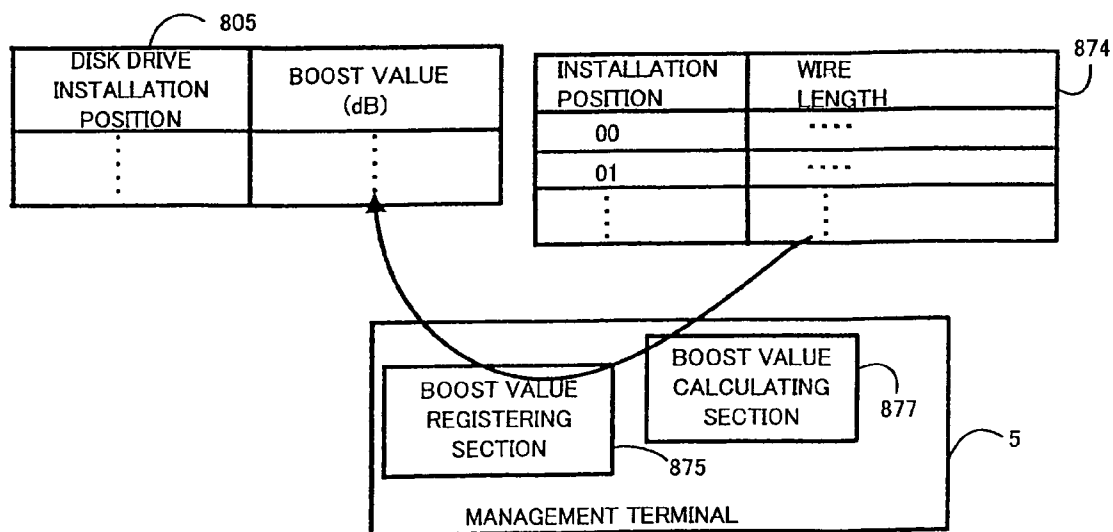 805
DISK DRIVE
INSTALLATION
POSITION
BOOST VALUE
(dB)
874
INSTALLATION
POSITION
WIRE
LENGTH
00
01
BOOST VALUE
REGISTERING
SECTION
875
BOOST VALUE
CALCULATING
SECTION
877
5
MANAGEMENT TERMINAL